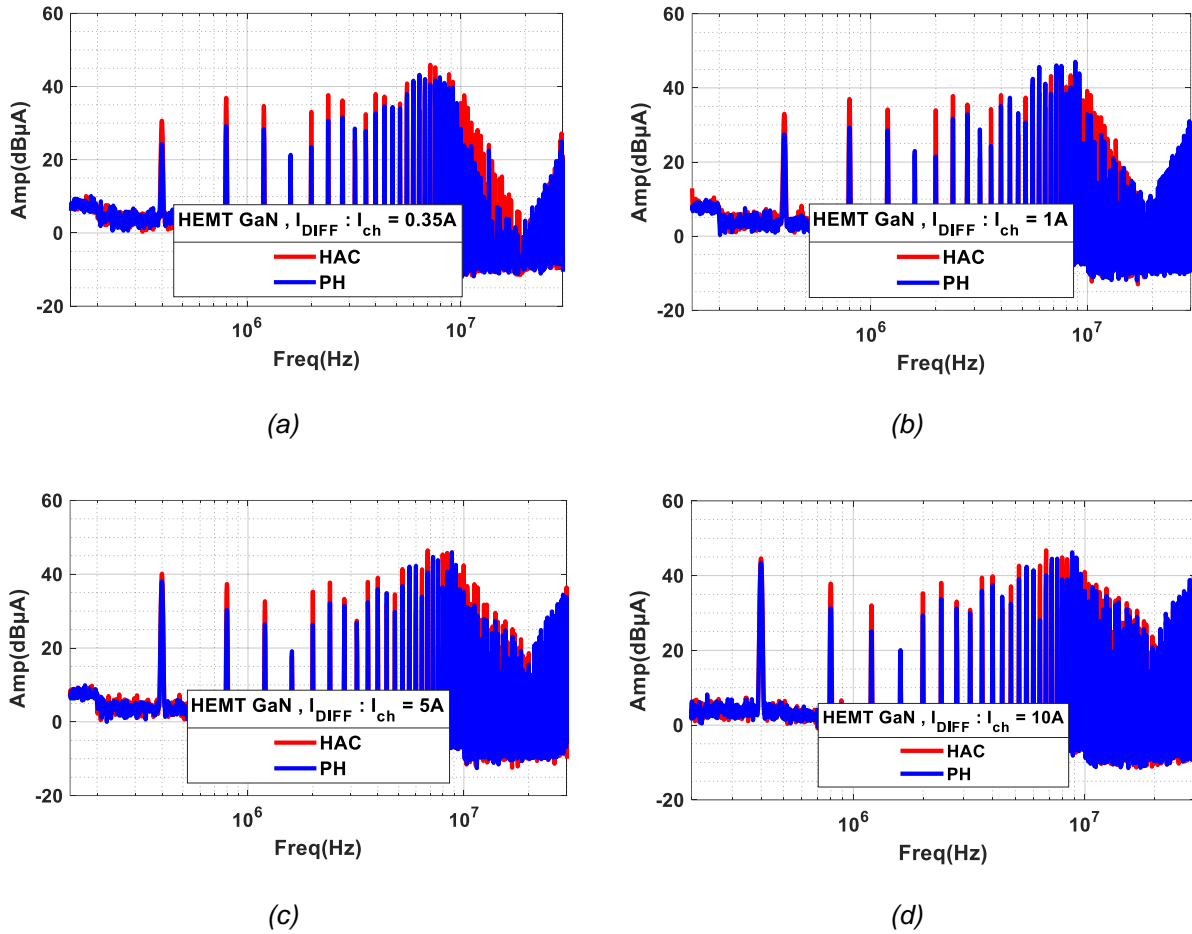 60
40
20
0
-20
Amp(dBµA)
HEMT GaN , I_DIFF : I_ch = 0.35A
HAC
PH
10^6
10^7
Freq(Hz)
(a)
60
40
20
0
-20
Amp(dBµA)
HEMT GaN , I_DIFF : I_ch = 1A
HAC
PH
10^6
10^7
Freq(Hz)
(b)
60
40
20
0
-20
Amp(dBµA)
HEMT GaN , I_DIFF : I_ch = 5A
HAC
PH
10^6
10^7
Freq(Hz)
(c)
60
40
20
0
-20
Amp(dBµA)
HEMT GaN , I_DIFF : I_ch = 10A
HAC
PH
10^6
10^7
Freq(Hz)
(d)